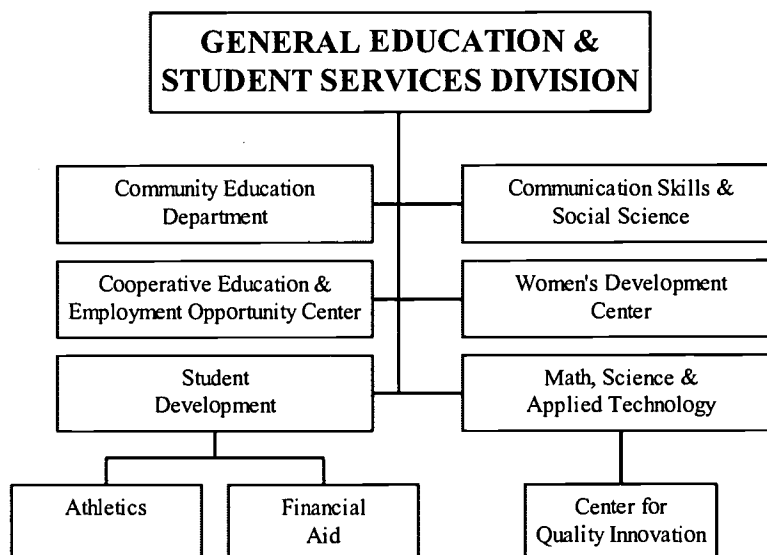 GENERAL EDUCATION &
STUDENT SERVICES DIVISION
Community Education
Department
Communication Skills &
Social Science
Cooperative Education &
Employment Opportunity Center
Women's Development
Center
Student
Development
Math, Science &
Applied Technology
Athletics
Financial
Aid
Center for
Quality Innovation